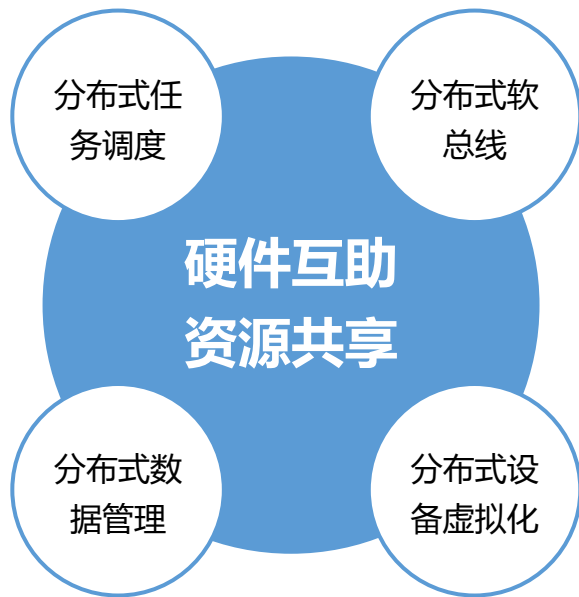 分布式任
务调度
分布式软
总线
硬件互助
资源共享
分布式数
据管理
分布式设
备虚拟化